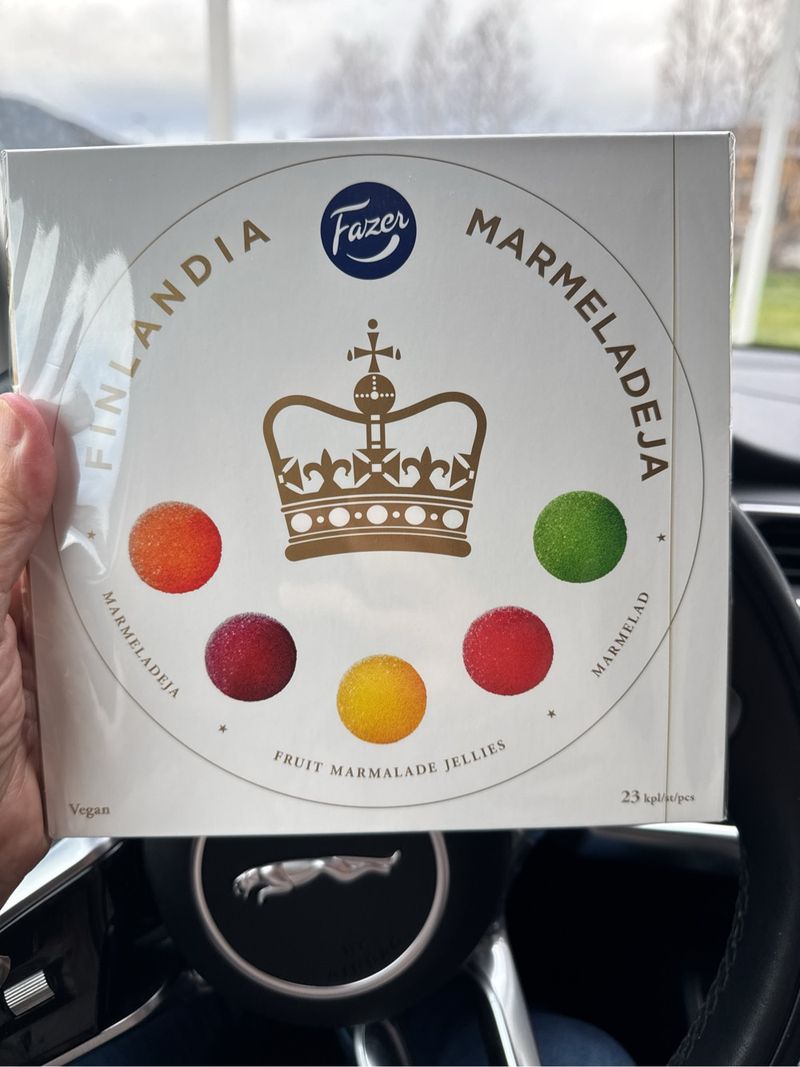 Fazer
FINLANDIA MARMELADEJA
MARMELADEJA
FRUIT MARMALADE JELLIES
MARMELAD
Vegan
23 kpl/st/pcs